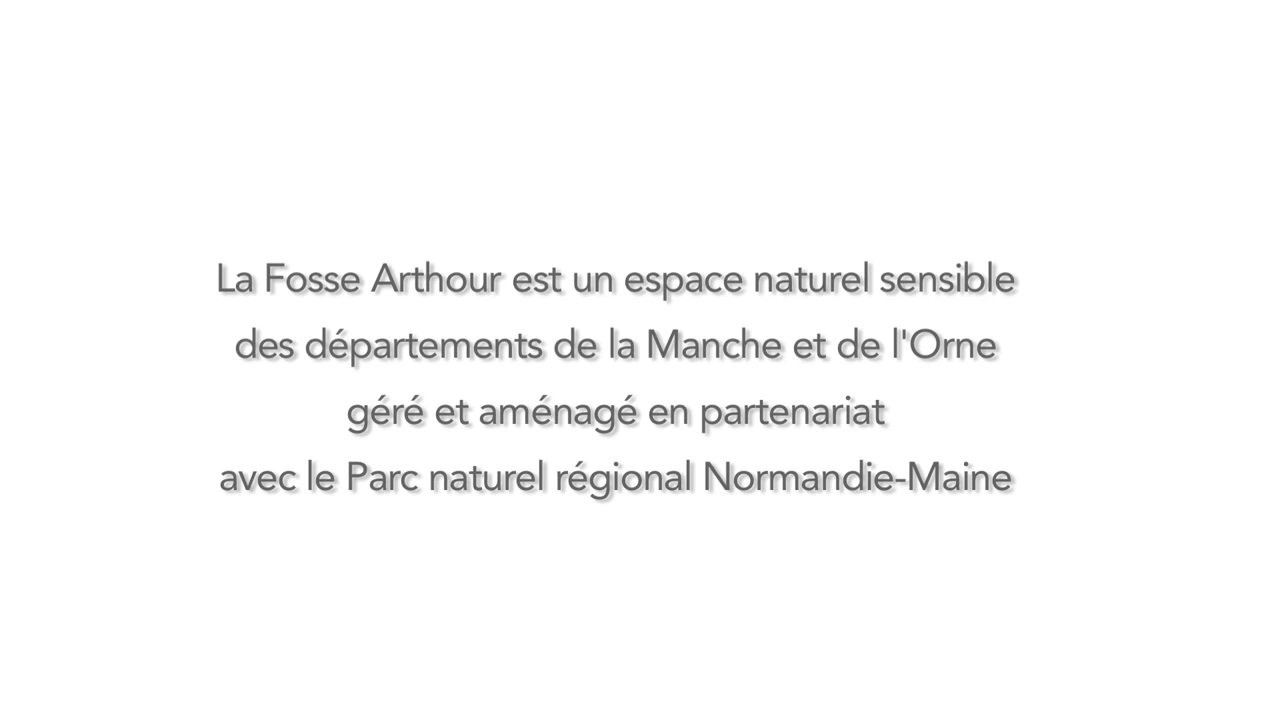 La Fosse Arthour est un espace naturel sensible
des départements de la Manche et de l'Orne
géré et aménagé en partenariat
avec le Parc naturel régional Normandie-Maine